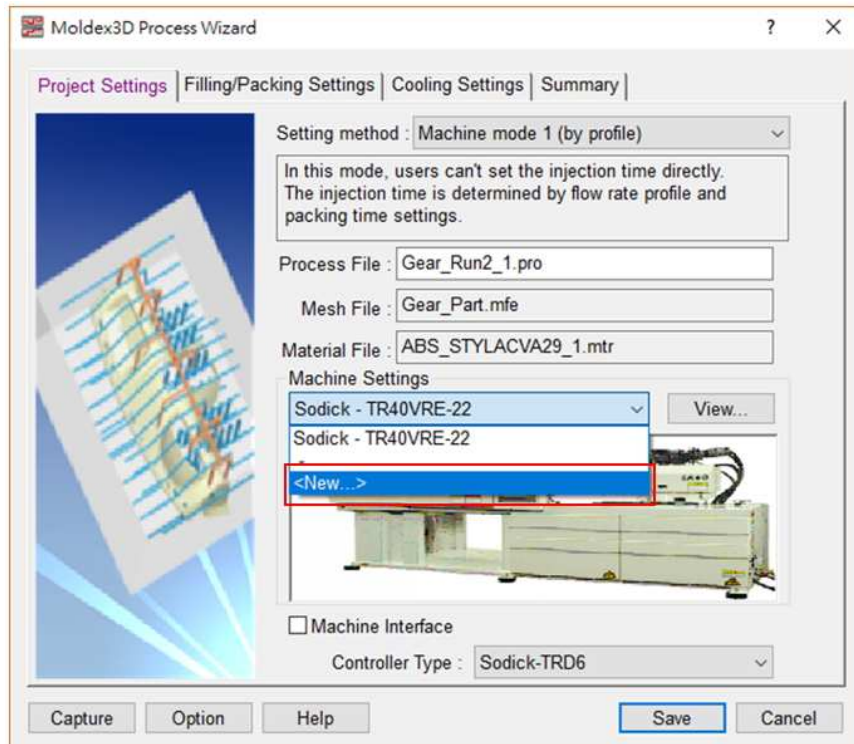 Moldex3D Process Wizard
?
Project Settings
Filling/Packing Settings
Cooling Settings
Summary
Setting method : Machine mode 1 (by profile)
In this mode, users can't set the injection time directly.
The injection time is determined by flow rate profile and
packing time settings.
Process File : Gear_Run2_1.pro
Mesh File : Gear_Part.mfe
Material File : ABS_STYLACVA29_1.mtr
Machine Settings
Sodick - TR40VRE-22
View...
Sodick - TR40VRE-22
-
<New...>
Machine Interface
Controller Type : Sodick-TRD6
Capture
Option
Help
Save
Cancel